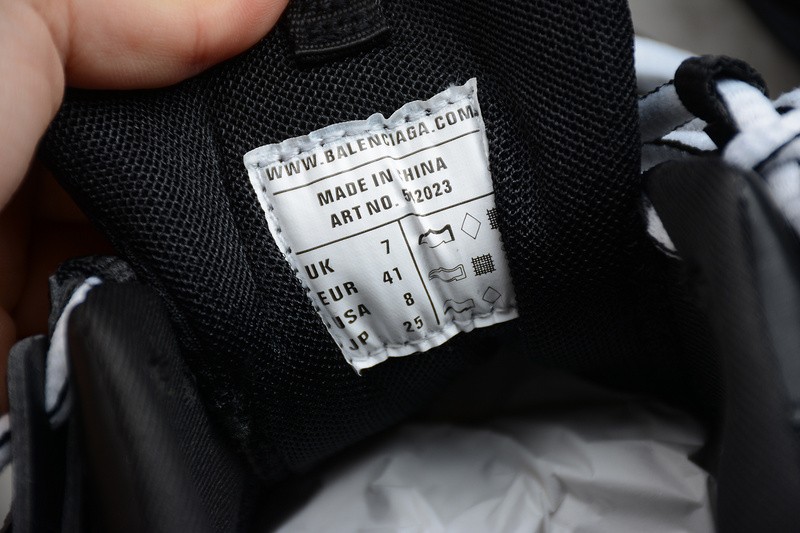 WWW.BALENCIAGA.COM
MADE IN CHINA
ART NO. 2023
UK 7
EUR 41
USA 8
JP 25